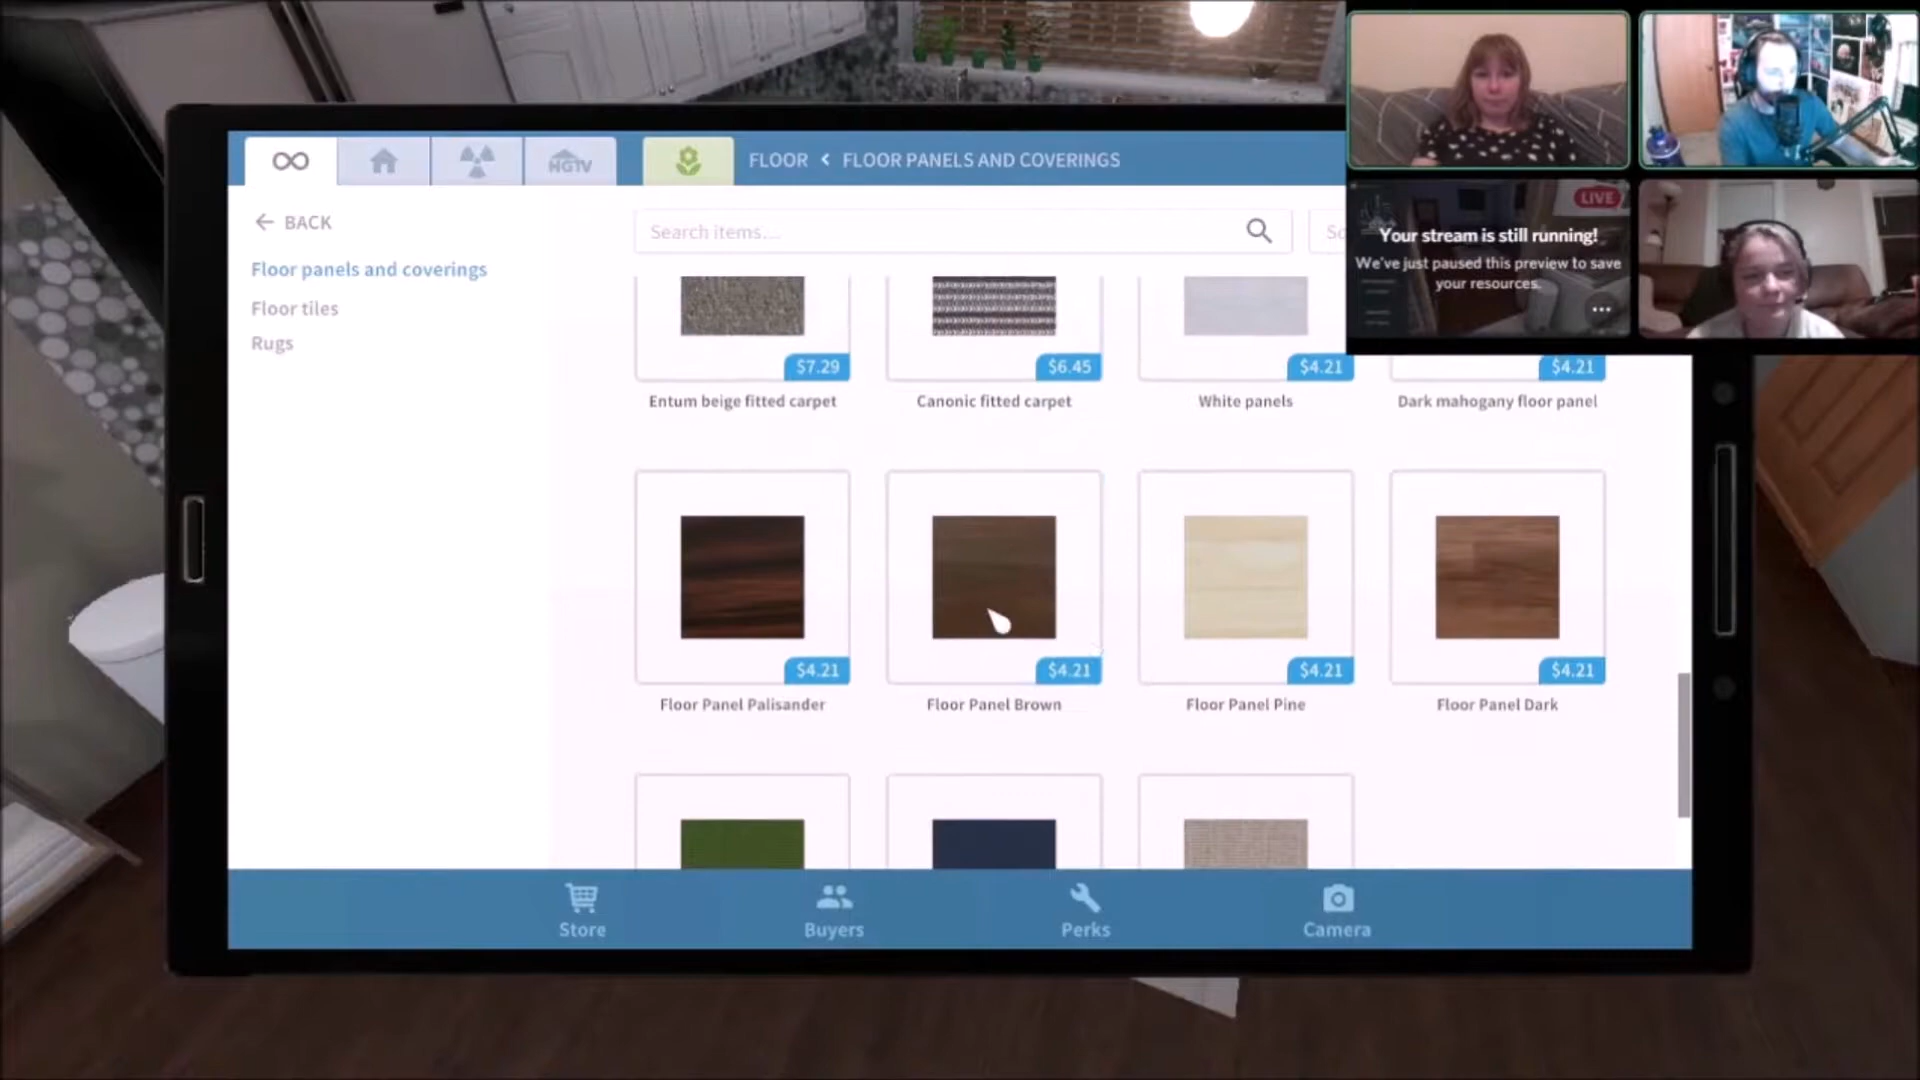 HGTV
FLOOR < FLOOR PANELS AND COVERINGS
LIVE
Your stream is still running!
We've just paused this preview to save
your resources.
BACK
Search items...
So
Floor panels and coverings
Floor tiles
Rugs
$7.29 $6.45 $4.21 $4.21
Entum beige fitted carpet Canonic fitted carpet White panels Dark mahogany floor panel
$4.21 $4.21 $4.21 $4.21
Floor Panel Palisander Floor Panel Brown Floor Panel Pine Floor Panel Dark
Store Buyers Perks Camera